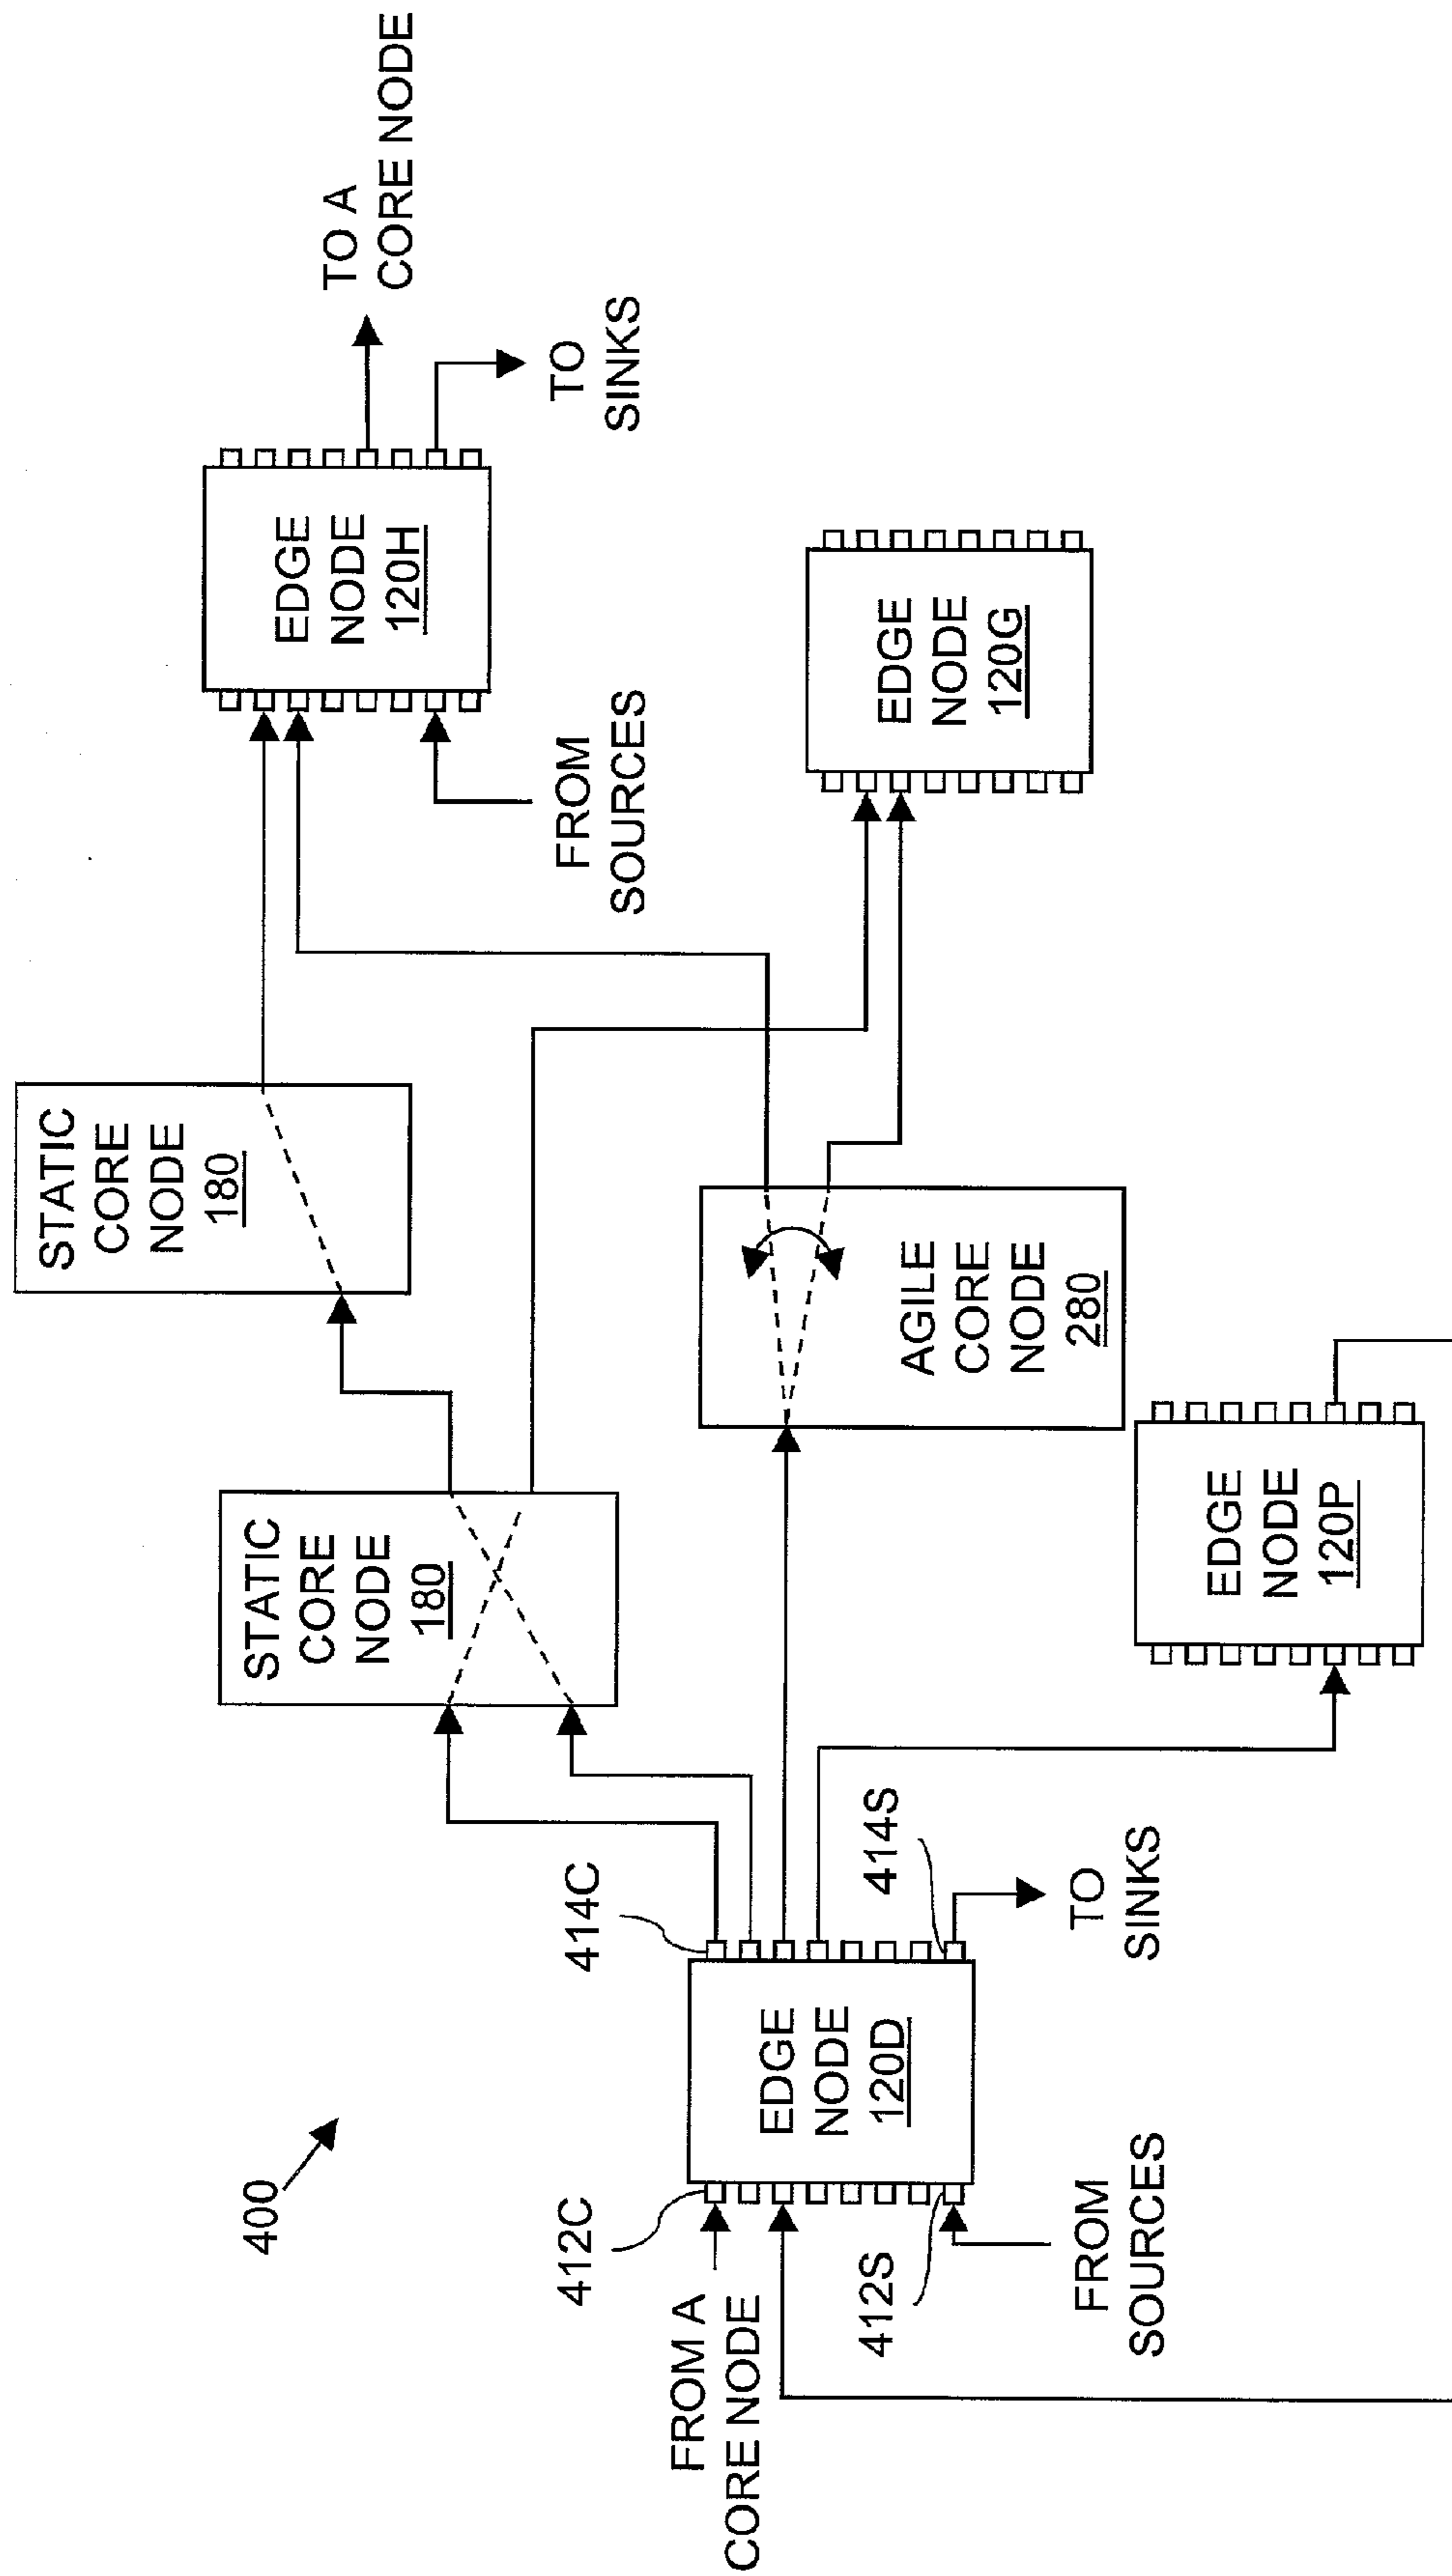 400
STATIC
CORE
NODE
180
STATIC
CORE
NODE
180
TO A
CORE NODE
EDGE
NODE
120H
TO
SINKS
FROM
SOURCES
412C
414C
FROM A
CORE NODE
EDGE
NODE
120D
412S
414S
FROM
SOURCES
TO
SINKS
AGILE
CORE
NODE
280
EDGE
NODE
120G
EDGE
NODE
120P